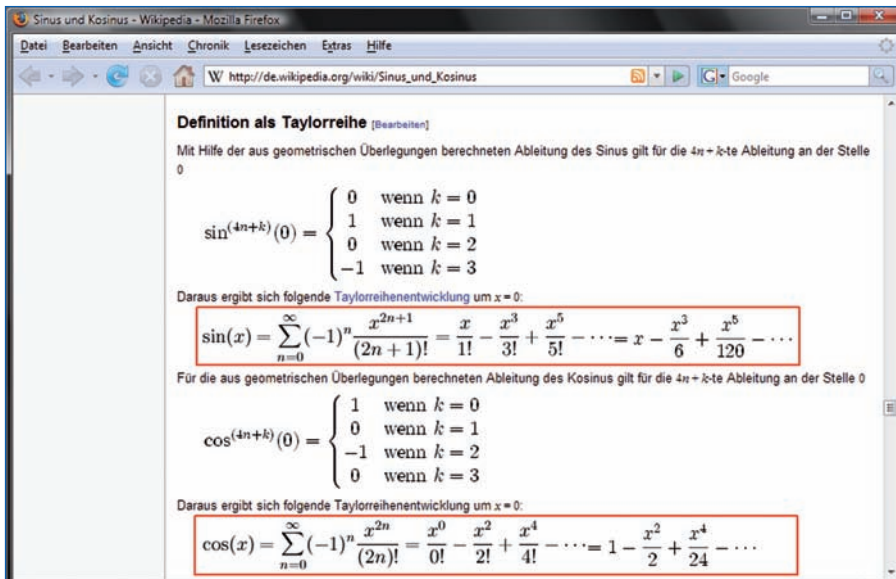 Sinus und Kosinus - Wikipedia - Mozilla Firefox
Datei Bearbeiten Ansicht Chronik Lesezeichen Extras Hilfe
W http://de.wikipedia.org/wiki/Sinus_und_Kosinus G Google
Definition als Taylorreihe [Bearbeiten]
Mit Hilfe der aus geometrischen Überlegungen berechneten Ableitung des Sinus gilt für die 4n + k-te Ableitung an der Stelle
0
sin^(4n+k)(0) = {
0 wenn k = 0
1 wenn k = 1
0 wenn k = 2
−1 wenn k = 3
Daraus ergibt sich folgende Taylorreihenentwicklung um x = 0:
sin(x) = ∑_{n=0}^{∞} (−1)^n x^{2n+1}/(2n + 1)! = x/1! − x^3/3! + x^5/5! − ··· = x − x^3/6 + x^5/120 − ···
Für die aus geometrischen Überlegungen berechneten Ableitung des Kosinus gilt für die 4n + k-te Ableitung an der Stelle 0
cos^(4n+k)(0) = {
1 wenn k = 0
0 wenn k = 1
−1 wenn k = 2
0 wenn k = 3
Daraus ergibt sich folgende Taylorreihenentwicklung um x = 0:
cos(x) = ∑_{n=0}^{∞} (−1)^n x^{2n}/(2n)! = x^0/0! − x^2/2! + x^4/4! − ··· = 1 − x^2/2 + x^4/24 − ···